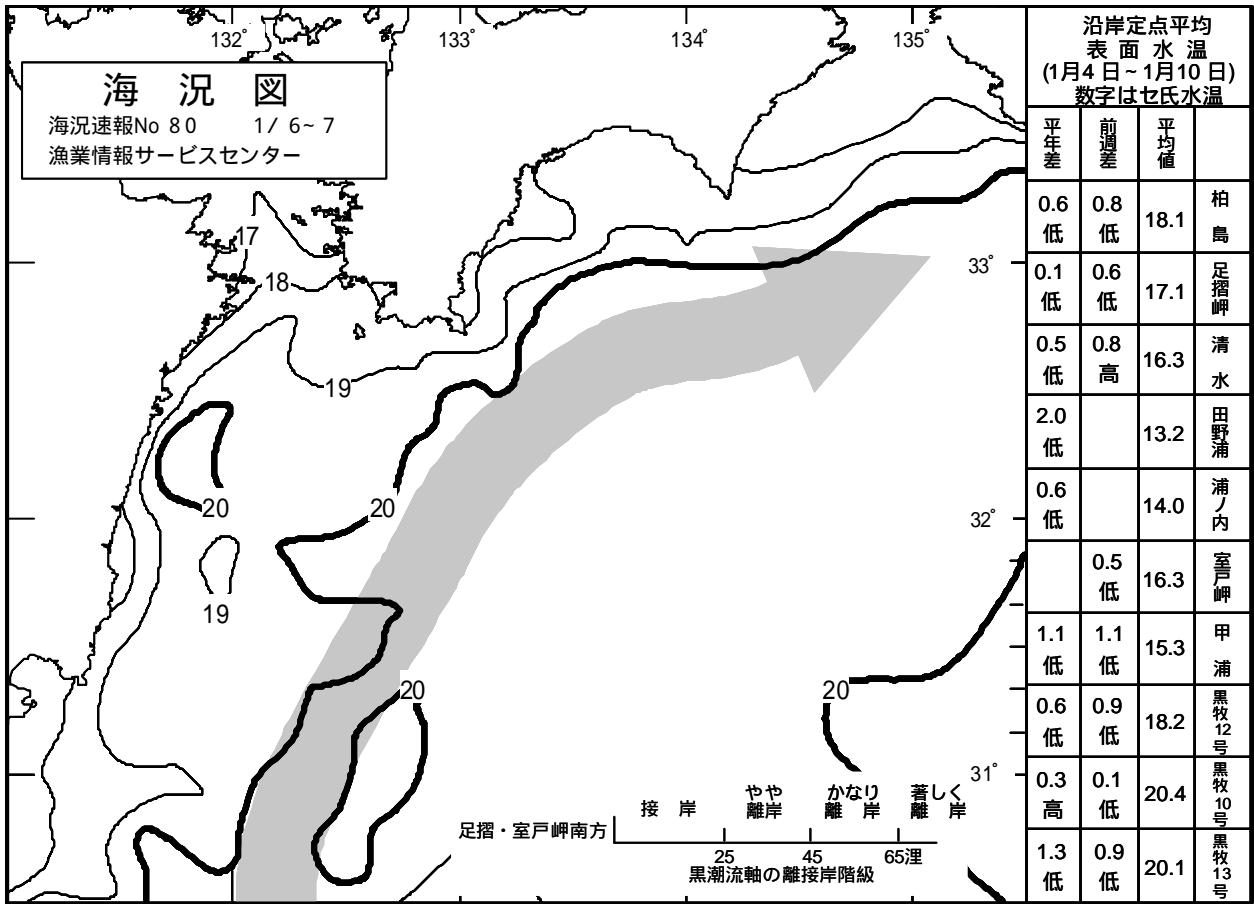 132°
133°
134°
135°
海況図
海況速報No 80 1/ 6~ 7
漁業情報サービスセンター
17
18
19
20
20
19
20
20
33°
32°
31°
接岸 やや離岸 かなり離岸 著しく離岸
足摺・室戸岬南方
25 45 65浬
黒潮流軸の離接岸階級
沿岸定点平均
表面水温
(1月4日~1月10日)
数字はセ氏水温
平年差 前週差 平均値
0.6低 0.8低 18.1 柏島
0.1低 0.6低 17.1 足摺岬
0.5低 0.8高 16.3 清水
2.0低 13.2 田野浦
0.6低 14.0 浦ノ内
0.5低 16.3 室戸岬
1.1低 1.1低 15.3 甲浦
0.6低 0.9低 18.2 黒牧12号
0.3高 0.1低 20.4 黒牧10号
1.3低 0.9低 20.1 黒牧13号